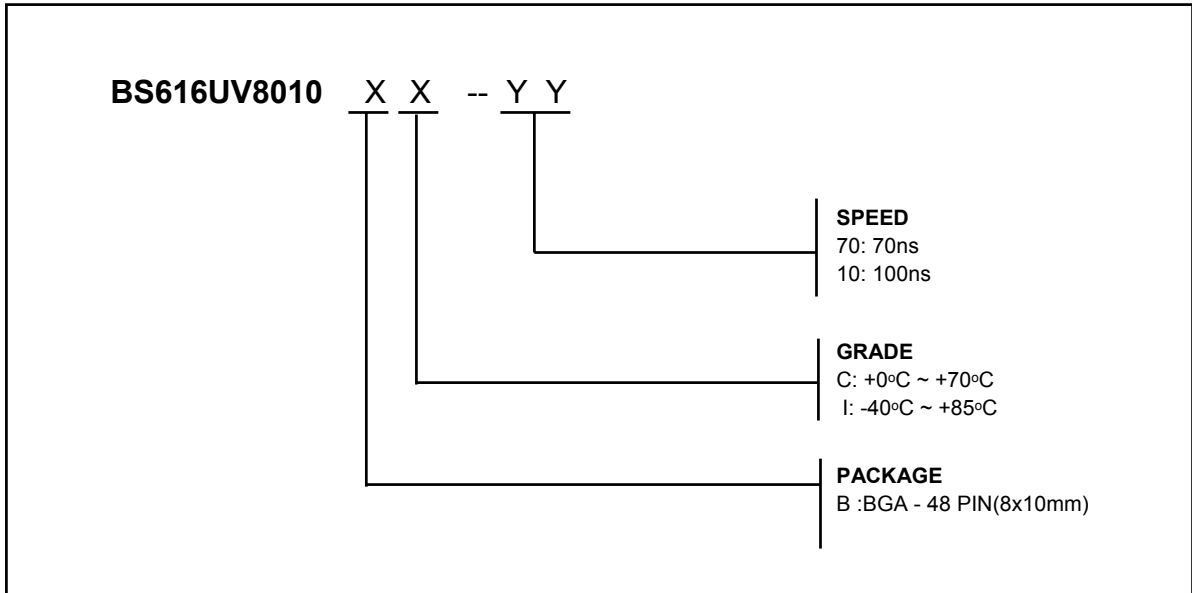 BS616UV8010 X X -- Y Y
SPEED
70: 70ns
10: 100ns
GRADE
C: +0oC ~ +70oC
I: -40oC ~ +85oC
PACKAGE
B :BGA - 48 PIN(8x10mm)